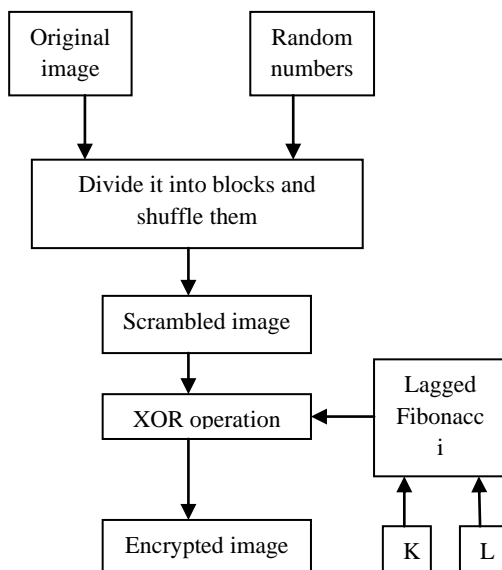 Original
image
Random
numbers
Divide it into blocks and
shuffle them
Scrambled image
XOR operation
Lagged
Fibonacc
i
Encrypted image
K
L